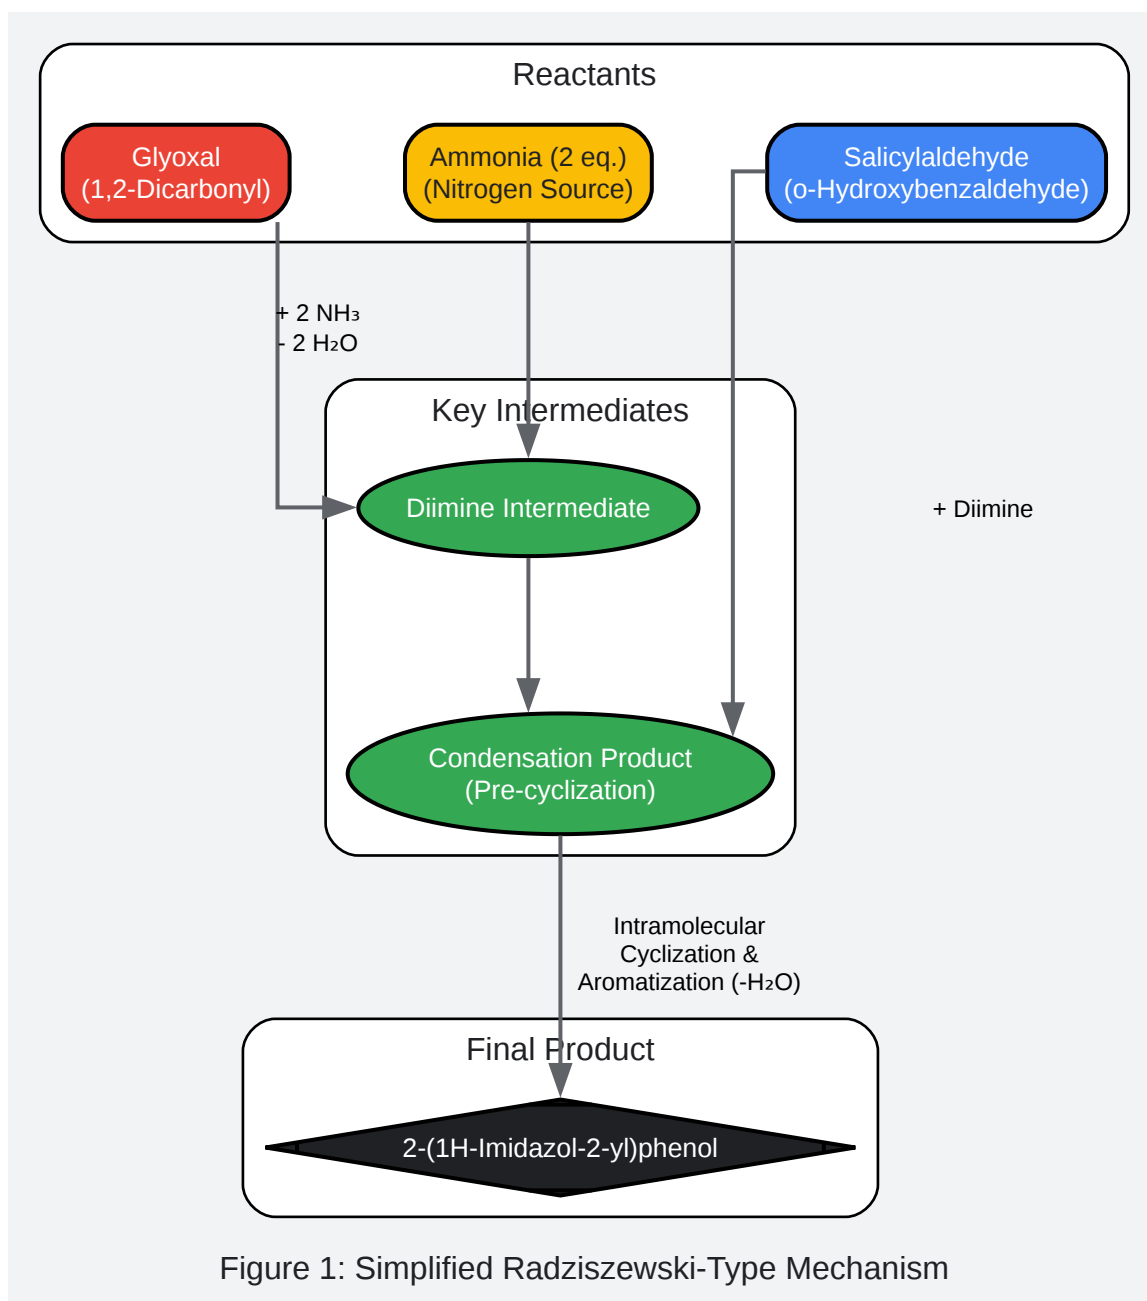 Reactants
Glyoxal
(1,2-Dicarbonyl)
Ammonia (2 eq.)
(Nitrogen Source)
Salicylaldehyde
(o-Hydroxybenzaldehyde)
+ 2 NH₃
- 2 H₂O
Key Intermediates
Diimine Intermediate
+ Diimine
Condensation Product
(Pre-cyclization)
Intramolecular
Cyclization &
Aromatization (-H₂O)
Final Product
2-(1H-Imidazol-2-yl)phenol
Figure 1: Simplified Radziszewski-Type Mechanism